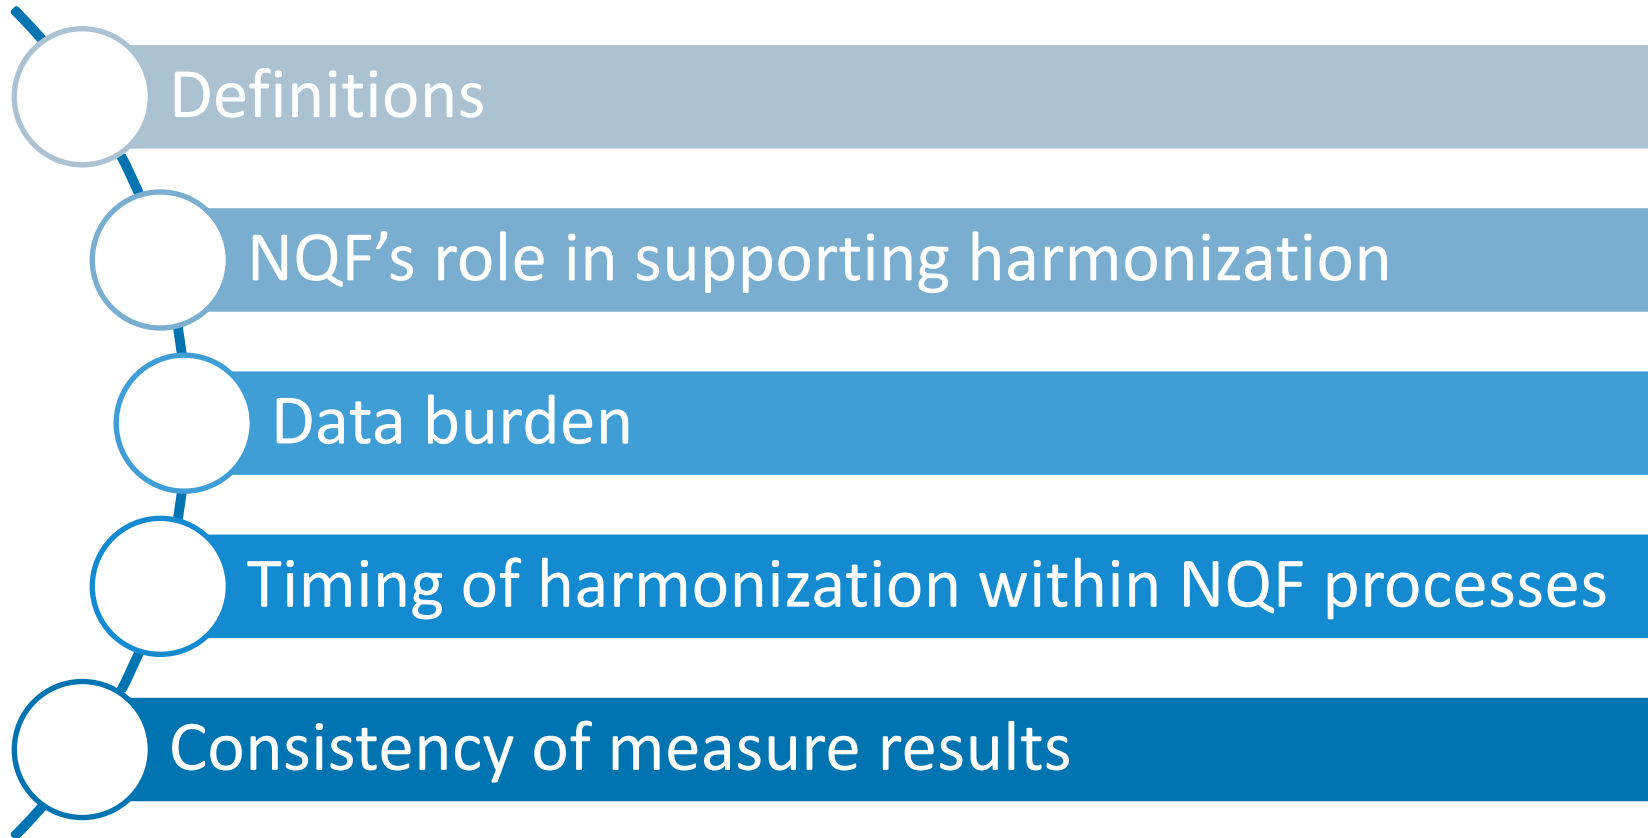 Definitions
NQF’s role in supporting harmonization
Data burden
Timing of harmonization within NQF processes
Consistency of measure results